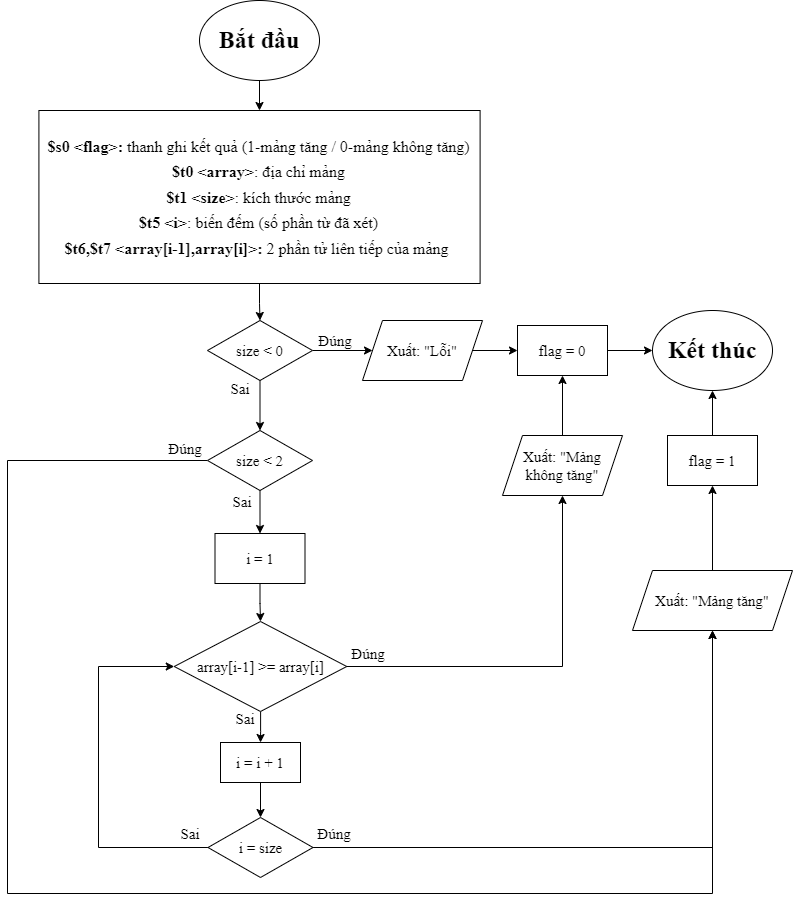 Bắt đầu
$s0 <flag>: thanh ghi kết quả (1-mảng tăng / 0-mảng không tăng)
$t0 <array>: địa chỉ mảng
$t1 <size>: kích thước mảng
$t5 <i>: biến đếm (số phần tử đã xét)
$t6,$t7 <array[i-1],array[i]>: 2 phần tử liên tiếp của mảng
size < 0
Đúng
Xuất: "Lỗi"
flag = 0
Kết thúc
Sai
Đúng
size < 2
Xuất: "Mảng
không tăng"
flag = 1
Sai
i = 1
Xuất: "Mảng tăng"
array[i-1] >= array[i]
Đúng
Sai
i = i + 1
Sai
i = size
Đúng